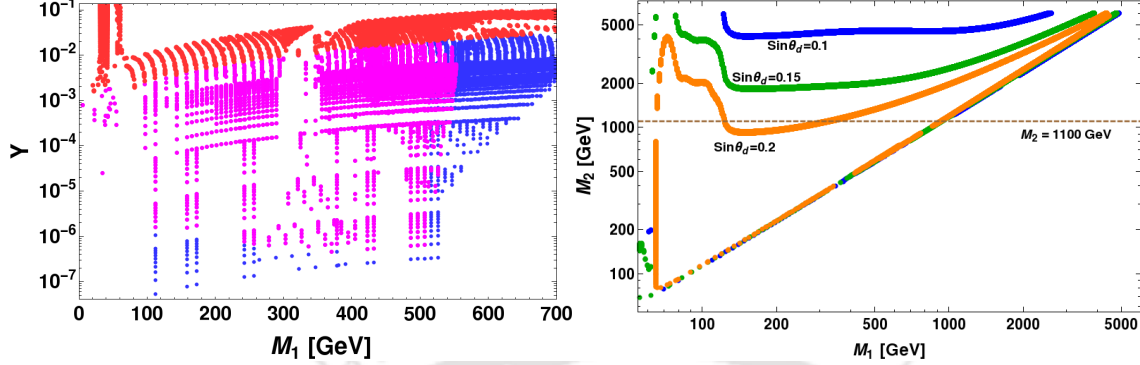 10⁻¹
10⁻²
10⁻³
10⁻⁴
10⁻⁵
10⁻⁶
10⁻⁷
Y
0 100 200 300 400 500 600 700
M₁ [GeV]
5000
2000
1000
500
200
100
M₂ [GeV]
Sinθd=0.1
Sinθd=0.15
Sinθd=0.2
M₂ = 1100 GeV
100 200 500 1000 2000 5000
M₁ [GeV]